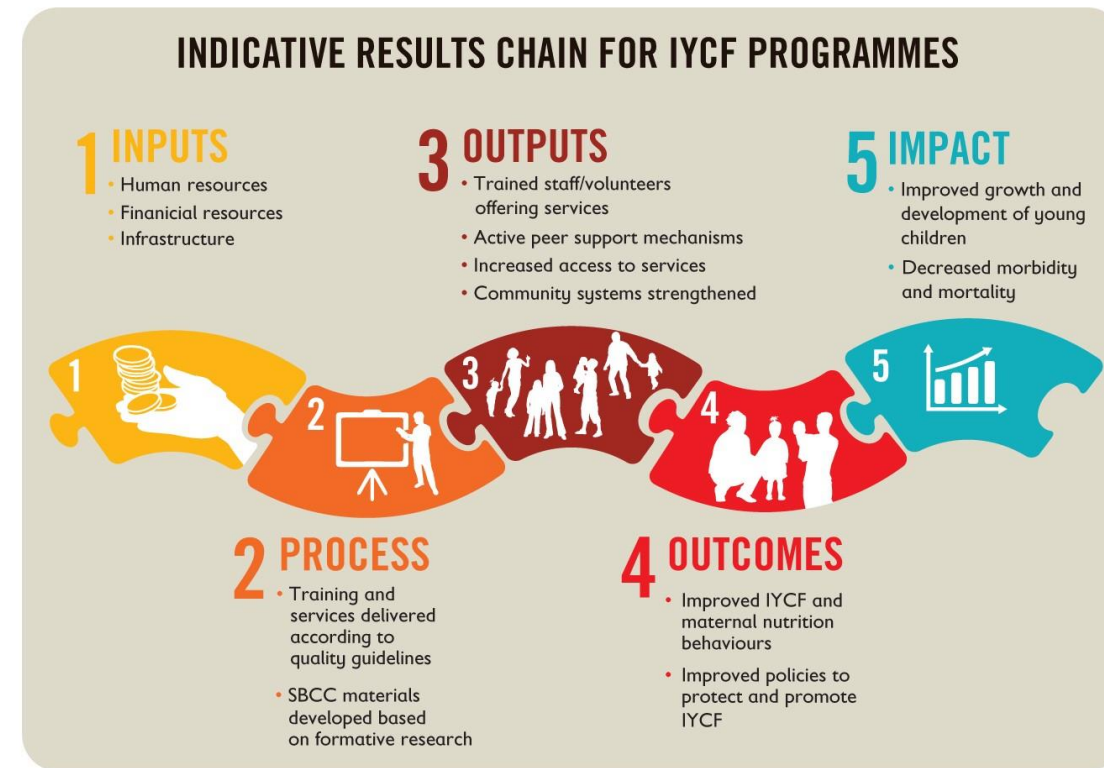 INDICATIVE RESULTS CHAIN FOR IYCF PROGRAMMES
1 INPUTS
• Human resources
• Finanicial resources
• Infrastructure
3 OUTPUTS
• Trained staff/volunteers
offering services
• Active peer support mechanisms
• Increased access to services
• Community systems strengthened
5 IMPACT
• Improved growth and
development of young
children
• Decreased morbidity
and mortality
1
2
3
4
5
2 PROCESS
• Training and
services delivered
according to
quality guidelines
• SBCC materials
developed based
on formative research
4 OUTCOMES
• Improved IYCF and
maternal nutrition
behaviours
• Improved policies to
protect and promote
IYCF